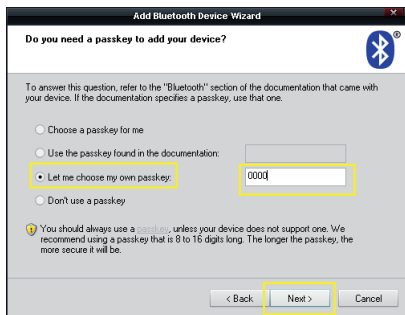 Add Bluetooth Device Wizard
Do you need a passkey to add your device?
®
To answer this question, refer to the "Bluetooth" section of the documentation that came with
your device. If the documentation specifies a passkey, use that one.
Choose a passkey for me
Use the passkey found in the documentation:
Let me choose my own passkey:
0000
Don't use a passkey
You should always use a passkey, unless your device does not support one. We
recommend using a passkey that is 8 to 16 digits long. The longer the passkey, the
more secure it will be.
< Back
Next >
Cancel